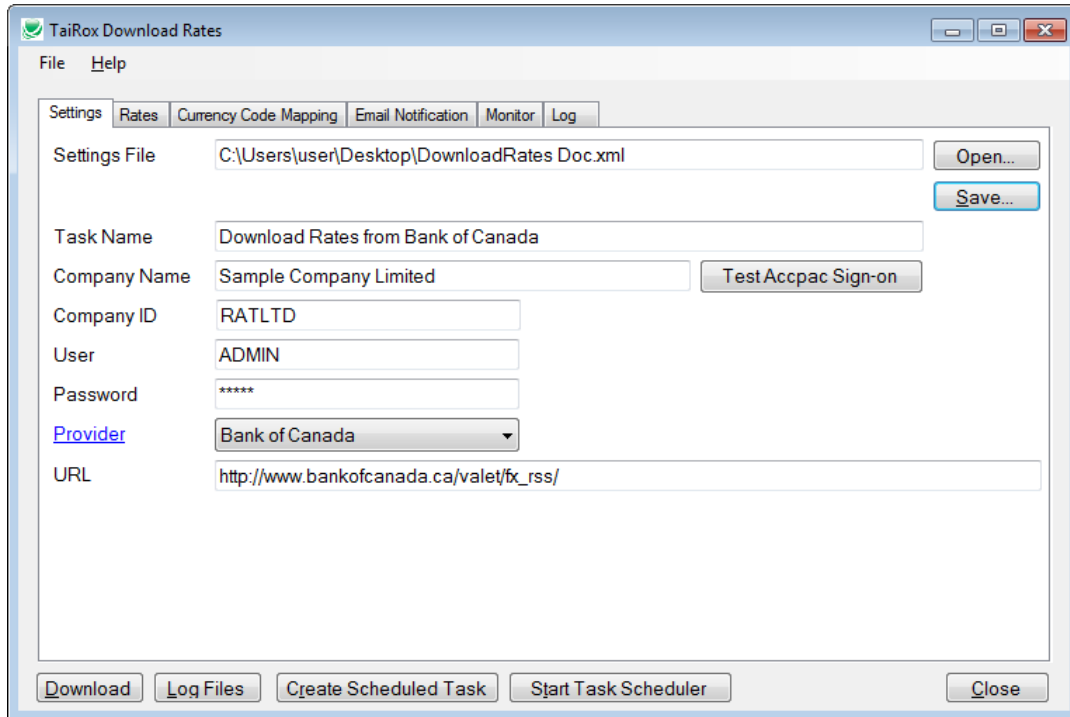 TaiRox Download Rates
File Help
Settings Rates Currency Code Mapping Email Notification Monitor Log
Settings File C:\Users\user\Desktop\DownloadRates Doc.xml Open...
Save...
Task Name Download Rates from Bank of Canada
Company Name Sample Company Limited Test Accpac Sign-on
Company ID RATLTD
User ADMIN
Password *****
Provider Bank of Canada
URL http://www.bankofcanada.ca/valet/fx_rss/
Download Log Files Create Scheduled Task Start Task Scheduler Close